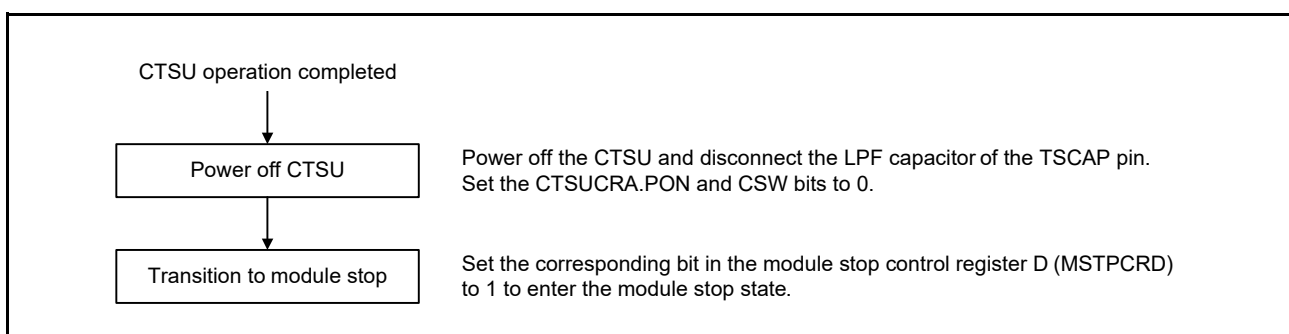 CTSU operation completed
Power off CTSU
Power off the CTSU and disconnect the LPF capacitor of the TSCAP pin.
Set the CTSUCRA.PON and CSW bits to 0.
Transition to module stop
Set the corresponding bit in the module stop control register D (MSTPCRD)
to 1 to enter the module stop state.